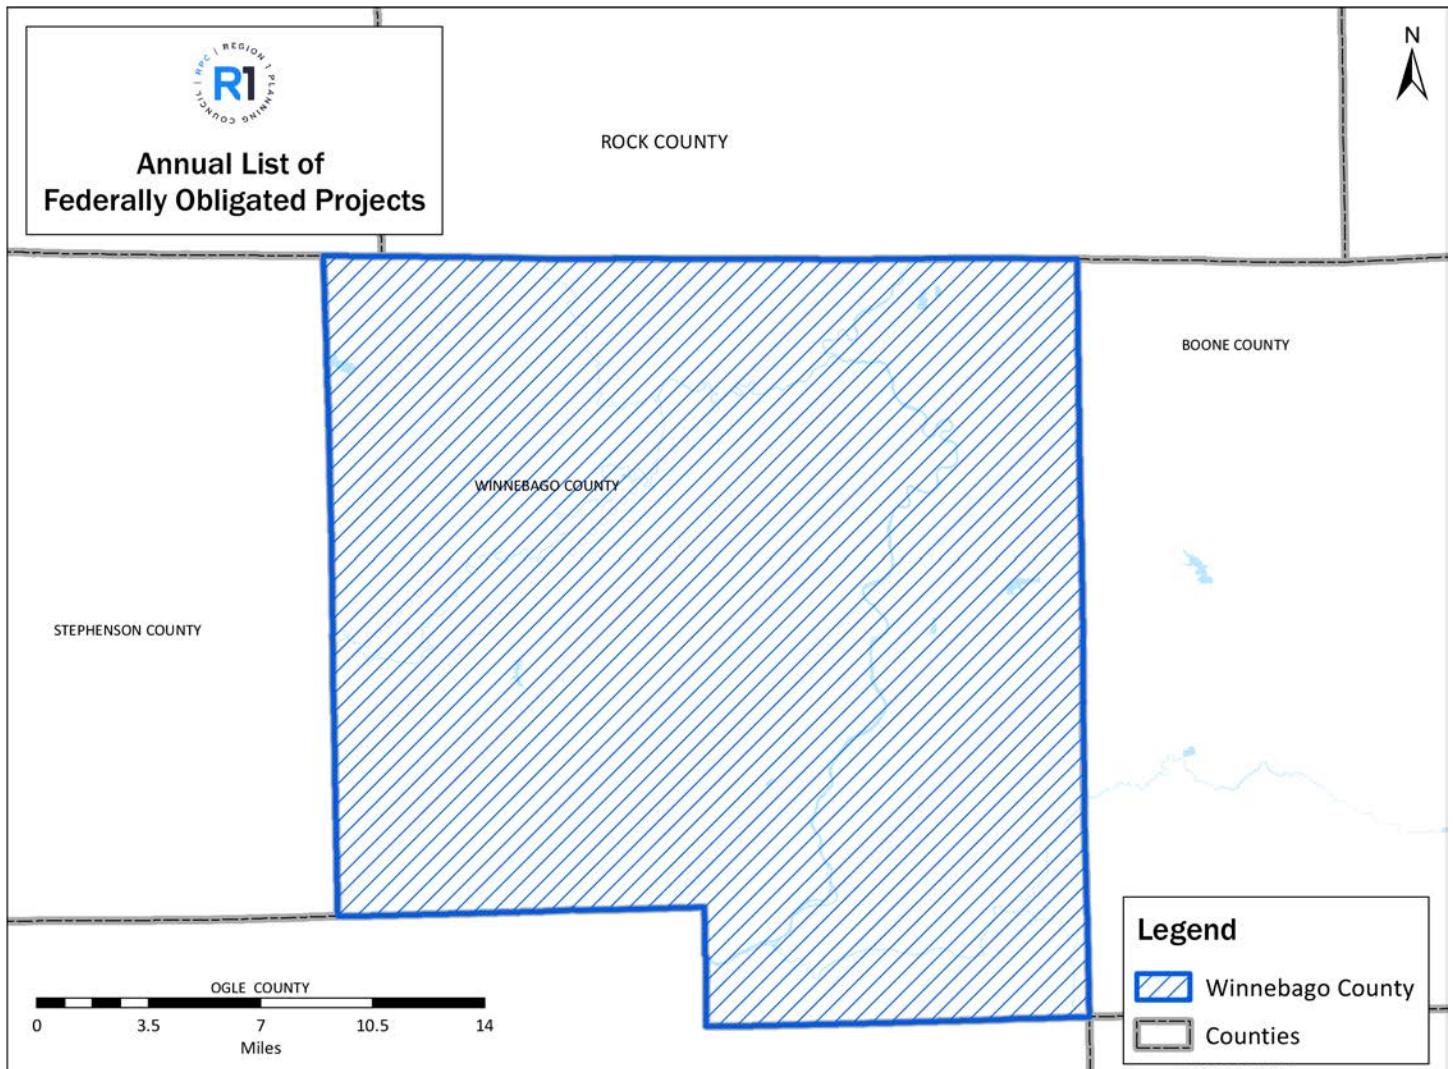 RPC | REGION 1 PLANNING COUNCIL |
R1
Annual List of
Federally Obligated Projects
N
ROCK COUNTY
BOONE COUNTY
WINNEBAGO COUNTY
STEPHENSON COUNTY
OGLE COUNTY
0 3.5 7 10.5 14
Miles
Legend
Winnebago County
Counties